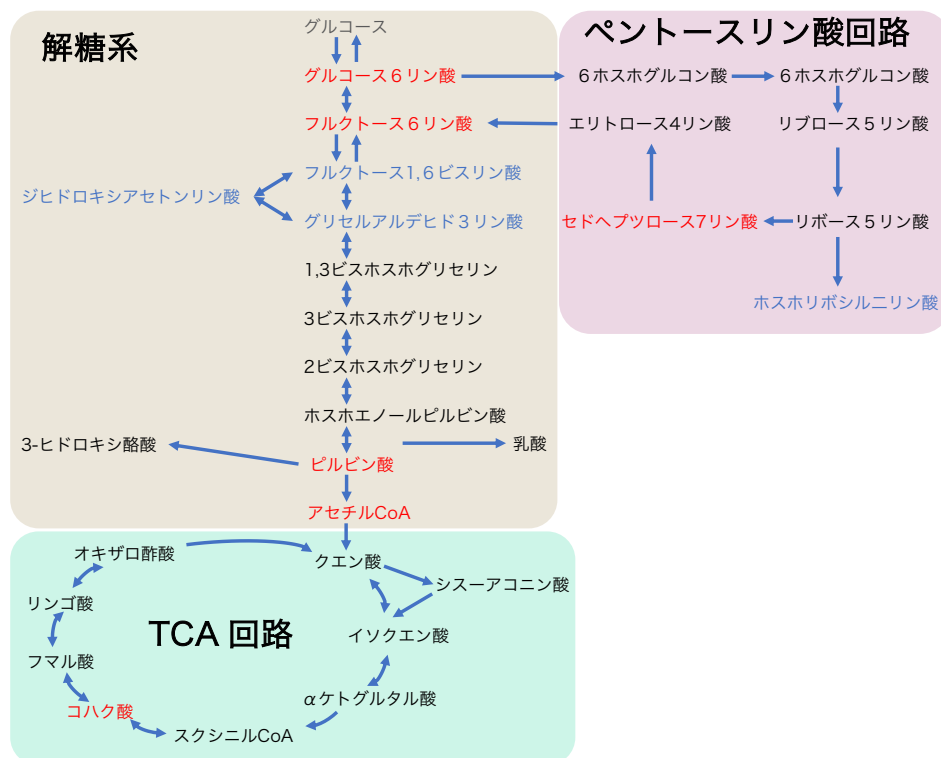 解糖系
グルコース
グルコース６リン酸
フルクトース６リン酸
フルクトース1,6ビスリン酸
ジヒドロキシアセトンリン酸
グリセルアルデヒド３リン酸
1,3ビスホスホグリセリン
3ビスホスホグリセリン
2ビスホスホグリセリン
ホスホエノールピルビン酸
3-ヒドロキシ酪酸
乳酸
ピルビン酸
アセチルCoA
ペントースリン酸回路
６ホスホグルコン酸
６ホスホグルコン酸
エリトロース4リン酸
リブロース５リン酸
セドヘプツロース7リン酸
リボース５リン酸
ホスホリボシルニリン酸
TCA 回路
オキザロ酢酸
クエン酸
シスーアコニン酸
リンゴ酸
イソクエン酸
フマル酸
αケトグルタル酸
コハク酸
スクシニルCoA